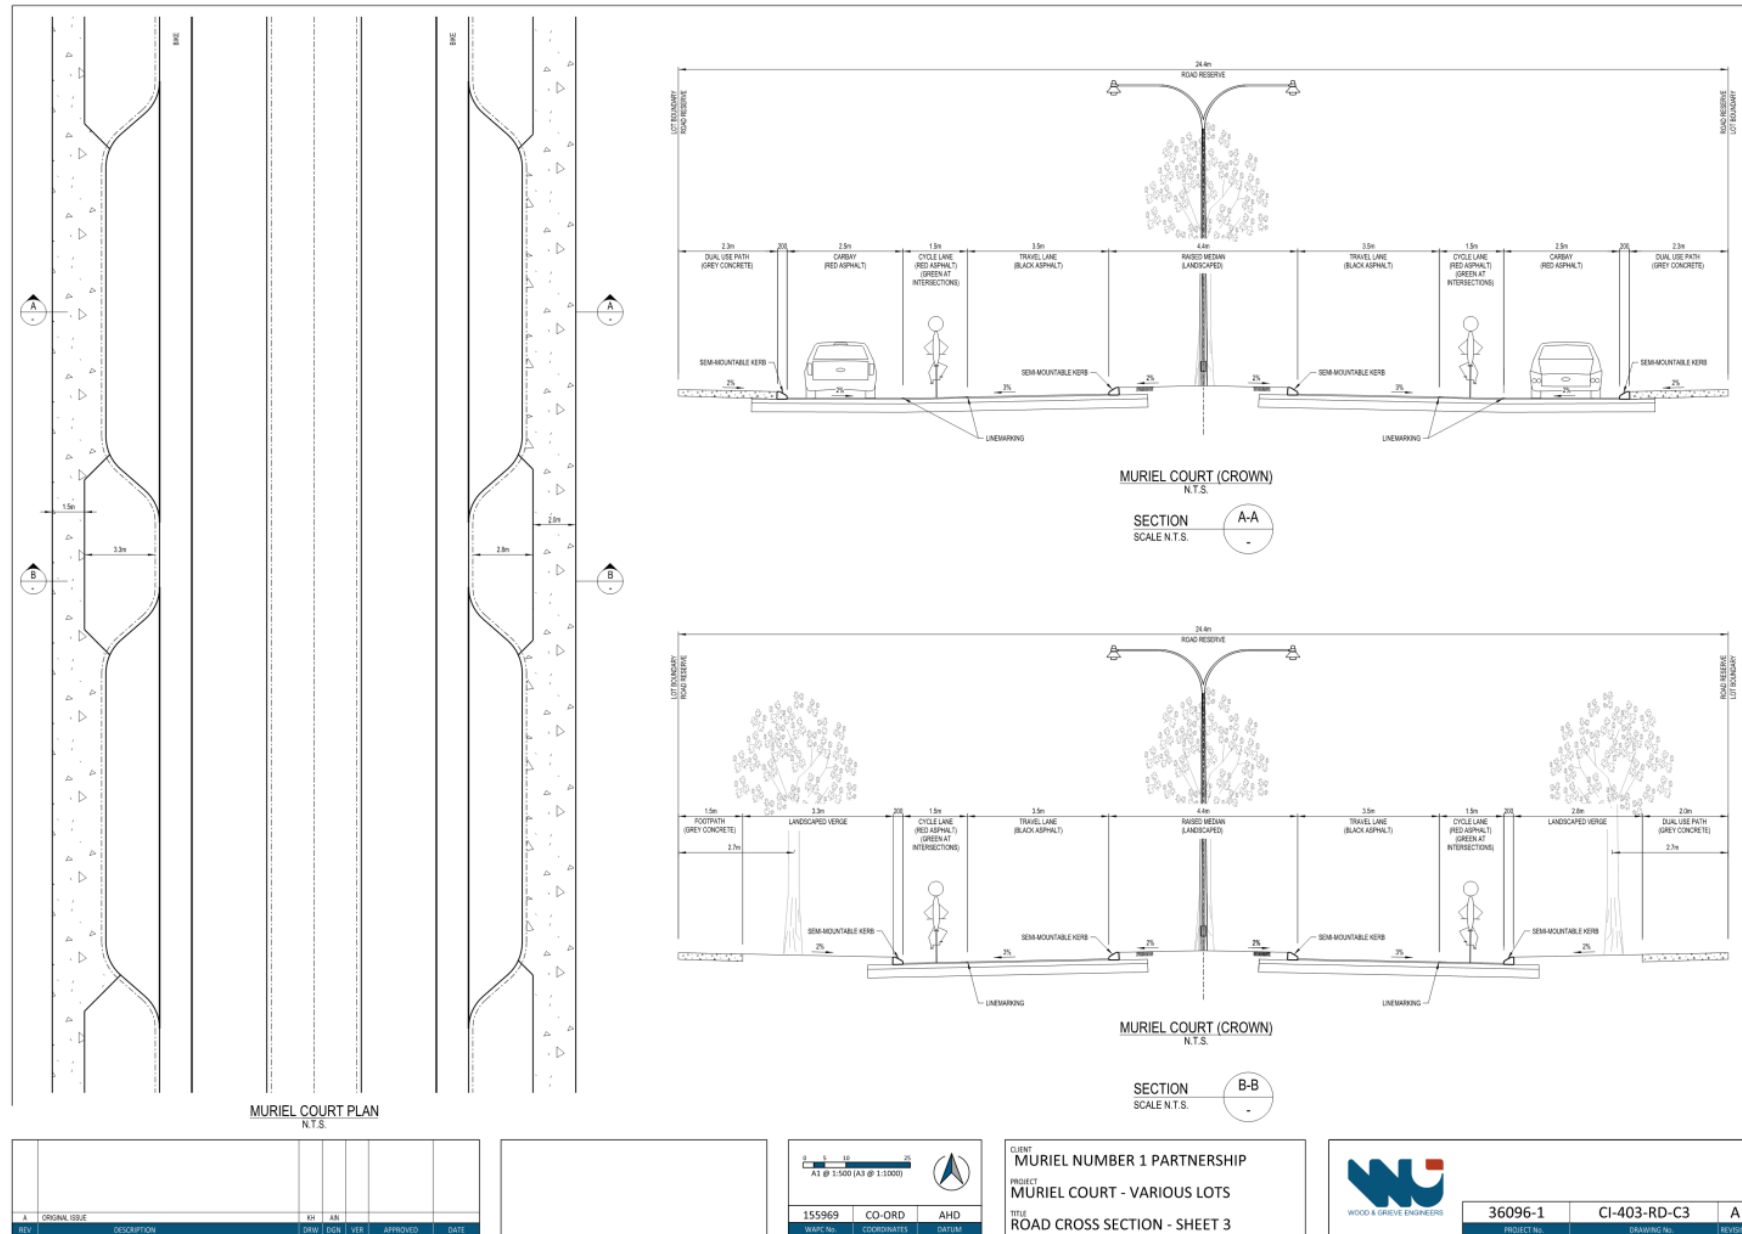 BIKE
BIKE
A
-
A
-
1.5m
2.0m
3.3m
2.8m
B
-
B
-
MURIEL COURT PLAN
N.T.S.
24.4m
ROAD RESERVE
LOT BOUNDARY
ROAD RESERVE
ROAD RESERVE
LOT BOUNDARY
2.3m
200
2.5m
1.5m
3.5m
4.4m
3.5m
1.5m
2.5m
200
2.3m
DUAL USE PATH
(GREY CONCRETE)
CARBAY
(RED ASPHALT)
CYCLE LANE
(RED ASPHALT)
(GREEN AT
INTERSECTIONS)
TRAVEL LANE
(BLACK ASPHALT)
RAISED MEDIAN
(LANDSCAPED)
TRAVEL LANE
(BLACK ASPHALT)
CYCLE LANE
(RED ASPHALT)
(GREEN AT
INTERSECTIONS)
CARBAY
(RED ASPHALT)
DUAL USE PATH
(GREY CONCRETE)
SEMI-MOUNTABLE KERB
SEMI-MOUNTABLE KERB
SEMI-MOUNTABLE KERB
SEMI-MOUNTABLE KERB
2%
2%
3%
2%
2%
3%
2%
2%
LINEMARKING
LINEMARKING
MURIEL COURT (CROWN)
N.T.S.
SECTION
SCALE N.T.S.
A-A
-
24.4m
ROAD RESERVE
LOT BOUNDARY
ROAD RESERVE
ROAD RESERVE
LOT BOUNDARY
1.5m
3.3m
200
1.5m
3.5m
4.4m
3.5m
1.5m
200
2.8m
2.0m
FOOTPATH
(GREY CONCRETE)
LANDSCAPED VERGE
CYCLE LANE
(RED ASPHALT)
(GREEN AT
INTERSECTIONS)
TRAVEL LANE
(BLACK ASPHALT)
RAISED MEDIAN
(LANDSCAPED)
TRAVEL LANE
(BLACK ASPHALT)
CYCLE LANE
(RED ASPHALT)
(GREEN AT
INTERSECTIONS)
LANDSCAPED VERGE
DUAL USE PATH
(GREY CONCRETE)
2.7m
2.7m
SEMI-MOUNTABLE KERB
SEMI-MOUNTABLE KERB
SEMI-MOUNTABLE KERB
SEMI-MOUNTABLE KERB
2%
3%
2%
2%
3%
2%
LINEMARKING
LINEMARKING
MURIEL COURT (CROWN)
N.T.S.
SECTION
SCALE N.T.S.
B-B
-
A ORIGINAL ISSUE KH AIN
REV DESCRIPTION DRW DGN VER APPROVED DATE
0 5 10 25
A1 @ 1:500 (A3 @ 1:1000)
155969 CO-ORD AHD
WAPC No. COORDINATES DATUM
CLIENT
MURIEL NUMBER 1 PARTNERSHIP
PROJECT
MURIEL COURT - VARIOUS LOTS
TITLE
ROAD CROSS SECTION - SHEET 3
WOOD & GRIEVE ENGINEERS
36096-1 CI-403-RD-C3 A
PROJECT No. DRAWING No.